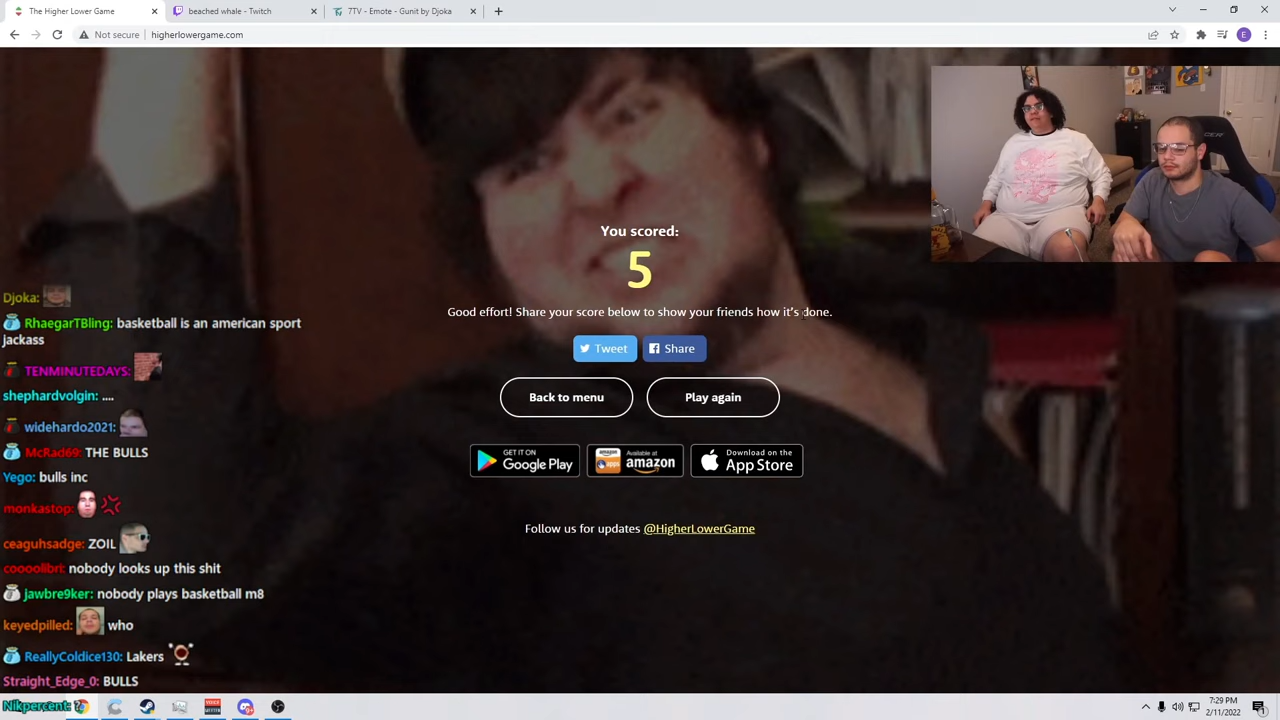 The Higher Lower Game
beached whale - Twitch
7TV - Emote - Gunit by Djoka
Not secure
higherlowergame.com
E
You scored:
5
Good effort! Share your score below to show your friends how it's done.
Tweet
Share
Back to menu
Play again
GET IT ON
Google Play
Available at
amazon
Download on the
App Store
Follow us for updates @HigherLowerGame
Djoka:
RhaegarTBling: basketball is an american sport
jackass
TENMINUTEDAYS:
shephardvolgin: ....
widehardo2021:
McRad69: THE BULLS
Yego: bulls inc
monkastop:
ceaguhsadge: ZOIL
coooolibri: nobody looks up this shit
jawbre9ker: nobody plays basketball m8
keyedpilled: who
ReallyColdice130: Lakers
Straight_Edge_0: BULLS
Nikpercent: ?
7:29 PM
2/11/2022